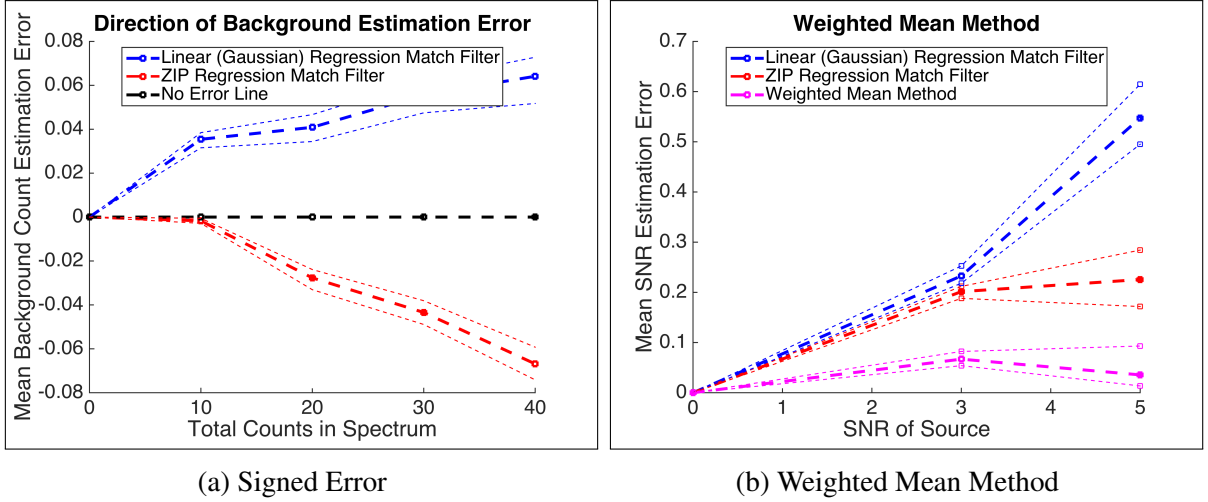 Direction of Background Estimation Error
Mean Background Count Estimation Error
0.08
0.06
0.04
0.02
0
-0.02
-0.04
-0.06
-0.08
Linear (Gaussian) Regression Match Filter
ZIP Regression Match Filter
No Error Line
0 10 20 30 40
Total Counts in Spectrum
(a) Signed Error
Weighted Mean Method
Mean SNR Estimation Error
0.7
0.6
0.5
0.4
0.3
0.2
0.1
0
Linear (Gaussian) Regression Match Filter
ZIP Regression Match Filter
Weighted Mean Method
0 1 2 3 4 5
SNR of Source
(b) Weighted Mean Method